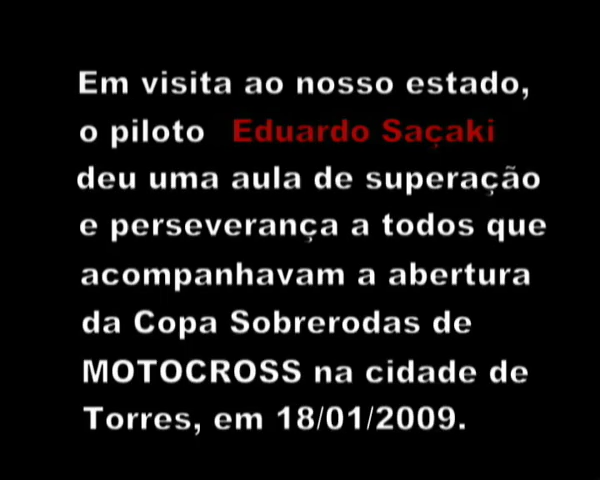 Em visita ao nosso estado,
o piloto Eduardo Saçaki
deu uma aula de superação
e perseverança a todos que
acompanhavam a abertura
da Copa Sobrerodas de
MOTOCROSS na cidade de
Torres, em 18/01/2009.